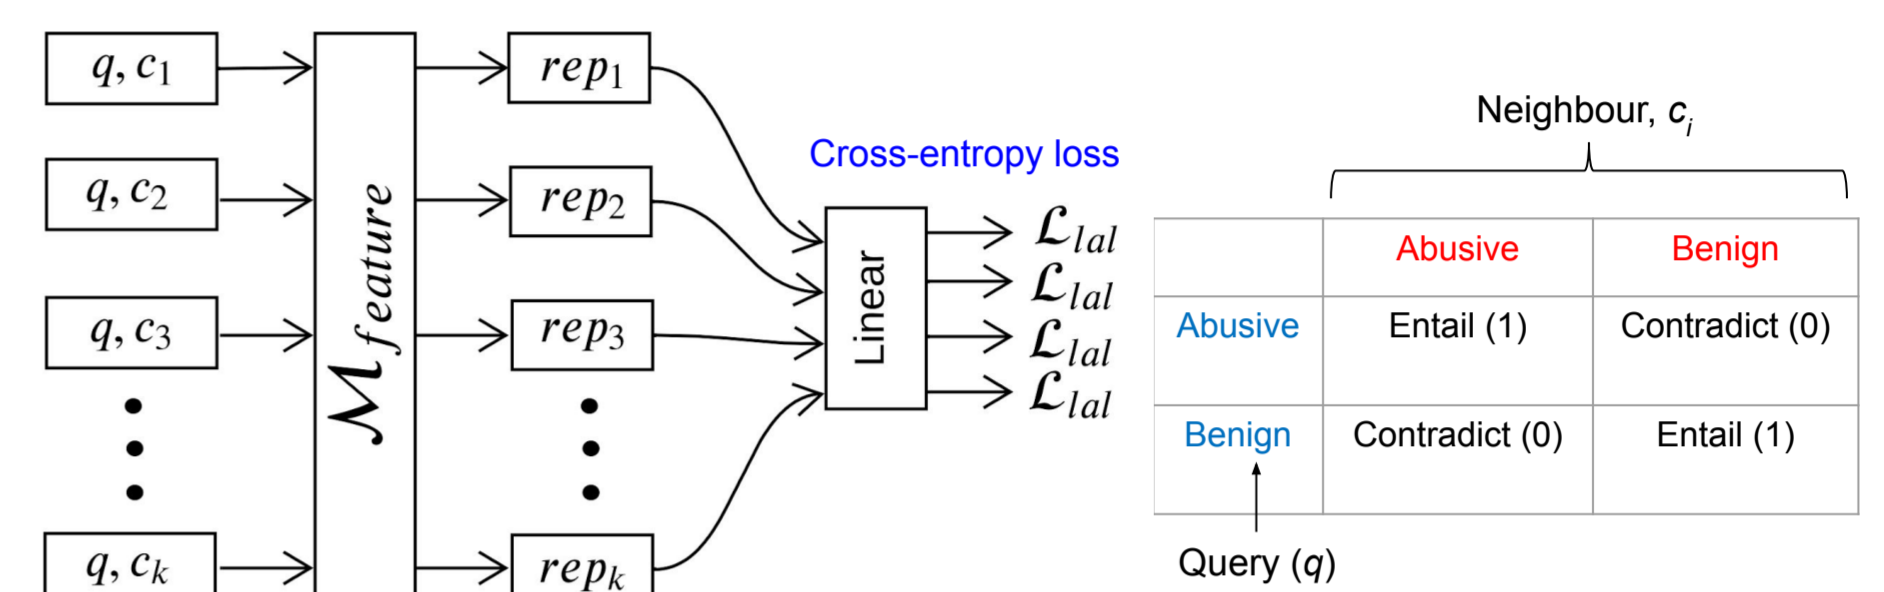 q, c₁
q, c₂
q, c₃
q, cₖ
ℳfeature
rep₁
rep₂
rep₃
repₖ
Cross-entropy loss
Linear
ℒlal
ℒlal
ℒlal
ℒlal
Neighbour, cᵢ
Abusive Benign
Abusive Entail (1) Contradict (0)
Benign Contradict (0) Entail (1)
Query (q)